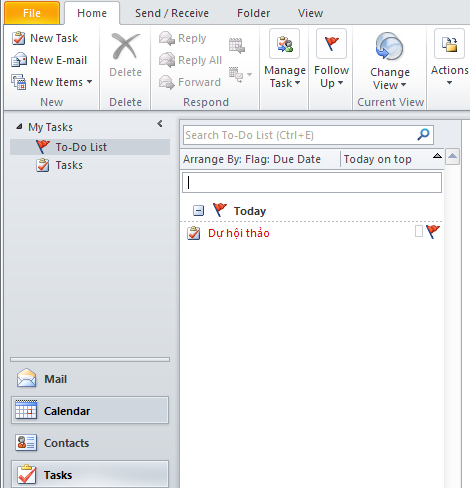 File Home Send / Receive Folder View
New Task
New E-mail
New Items
New
Delete
Delete
Reply
Reply All
Forward
Respond
Manage
Task
Follow
Up
Change
View
Current View
Actions
My Tasks
To-Do List
Tasks
Search To-Do List (Ctrl+E)
Arrange By: Flag: Due Date Today on top
Today
Dự hội thảo
Mail
Calendar
Contacts
Tasks